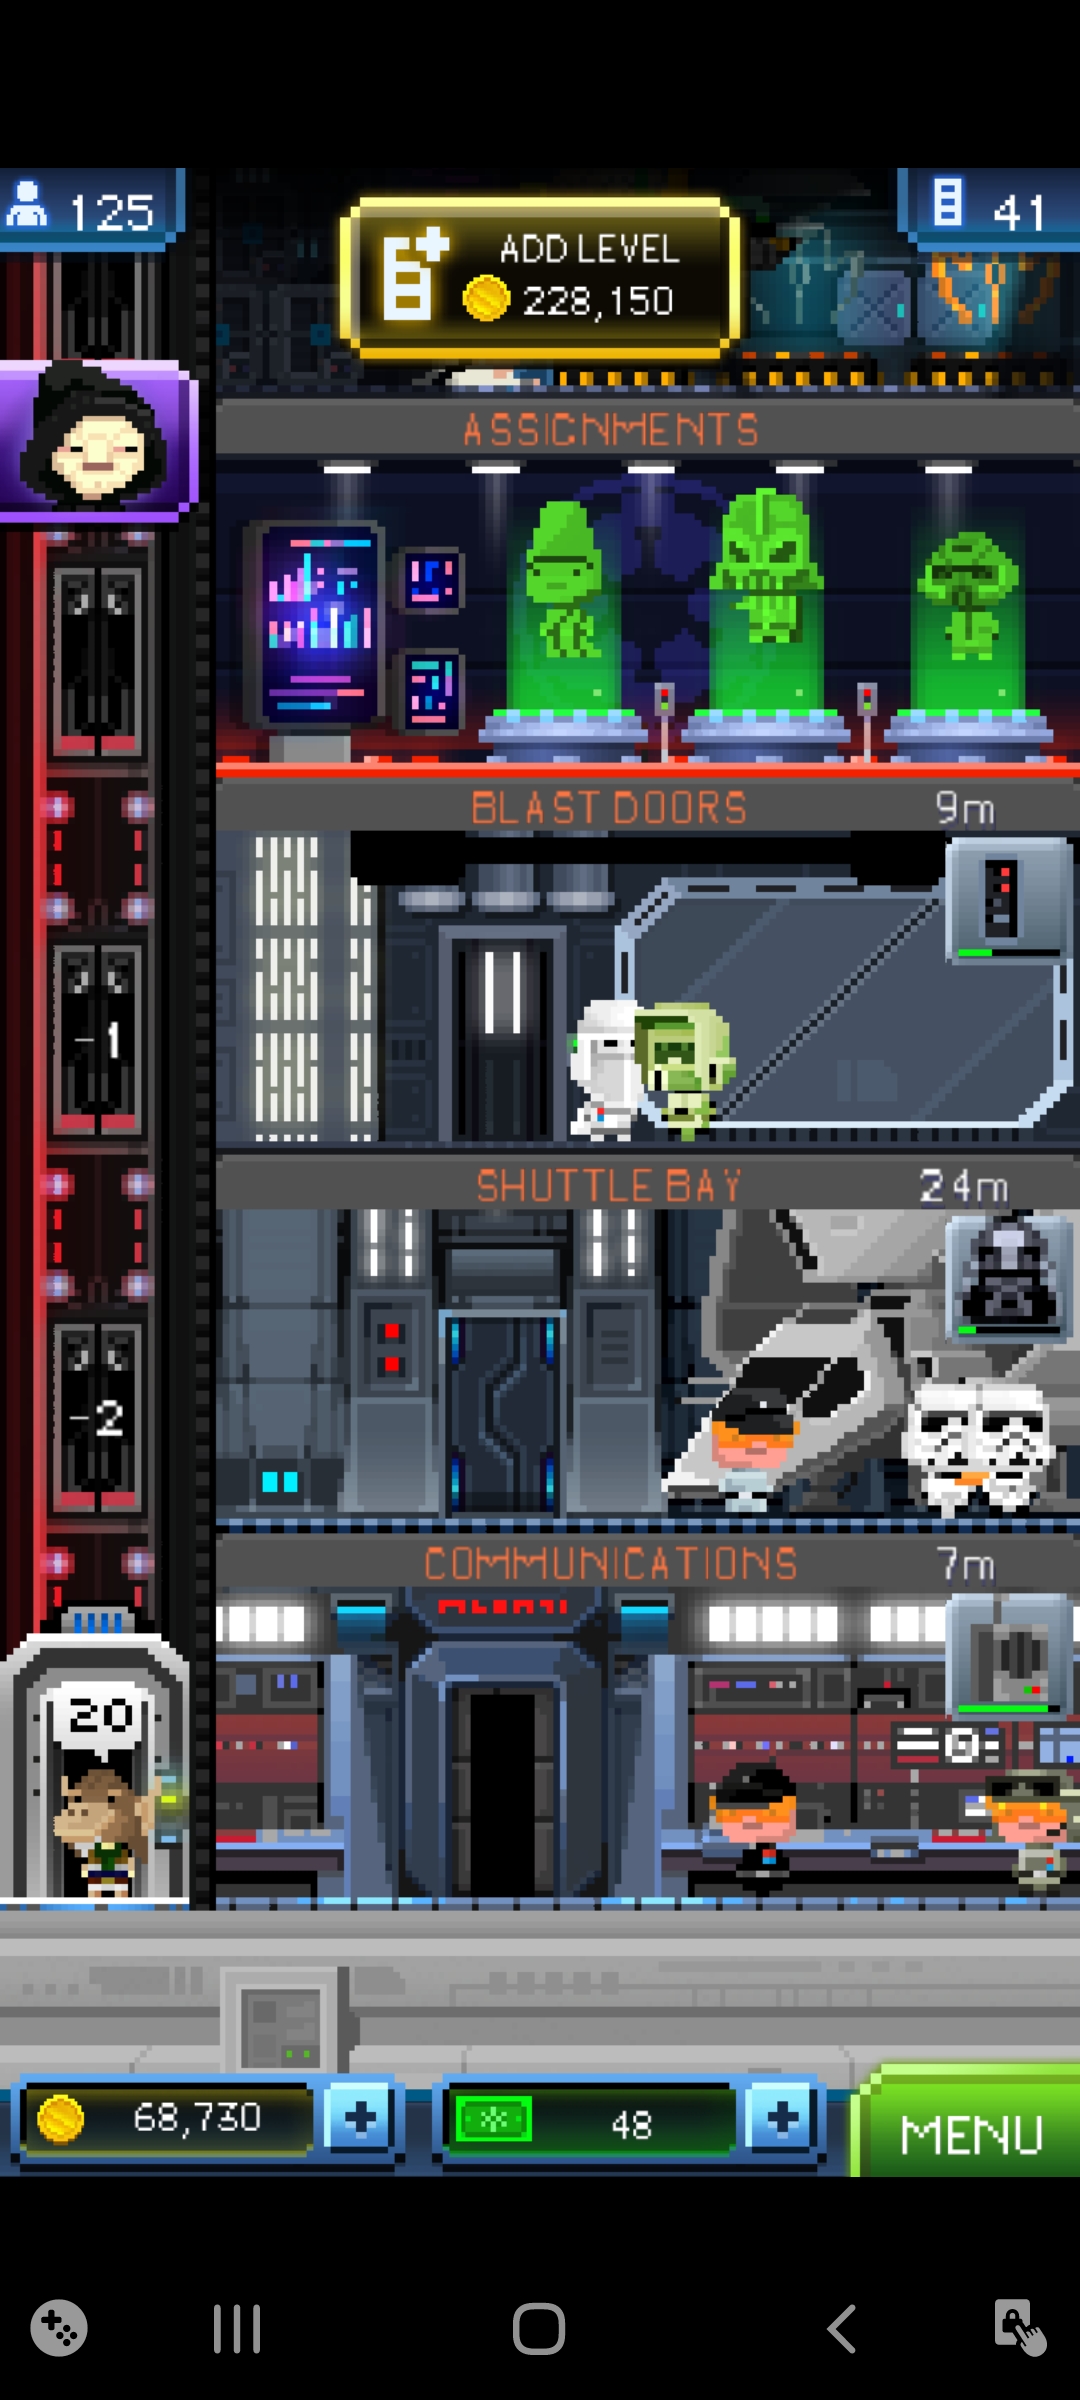 125
ADD LEVEL
228,150
41
ASSIGNMENTS
BLAST DOORS 9m
-1
SHUTTLE BAY 24m
-2
COMMUNICATIONS 7m
20
68,730
48
MENU